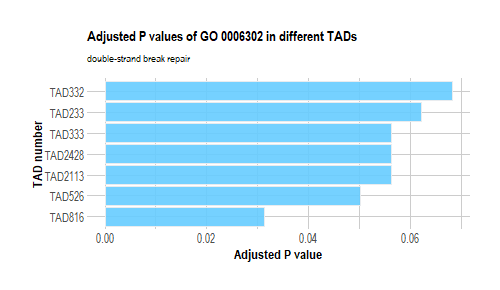 Adjusted P values of GO 0006302 in different TADs
double-strand break repair
TAD332
TAD233
TAD333
TAD2428
TAD2113
TAD526
TAD816
TAD number
0.00 0.02 0.04 0.06
Adjusted P value